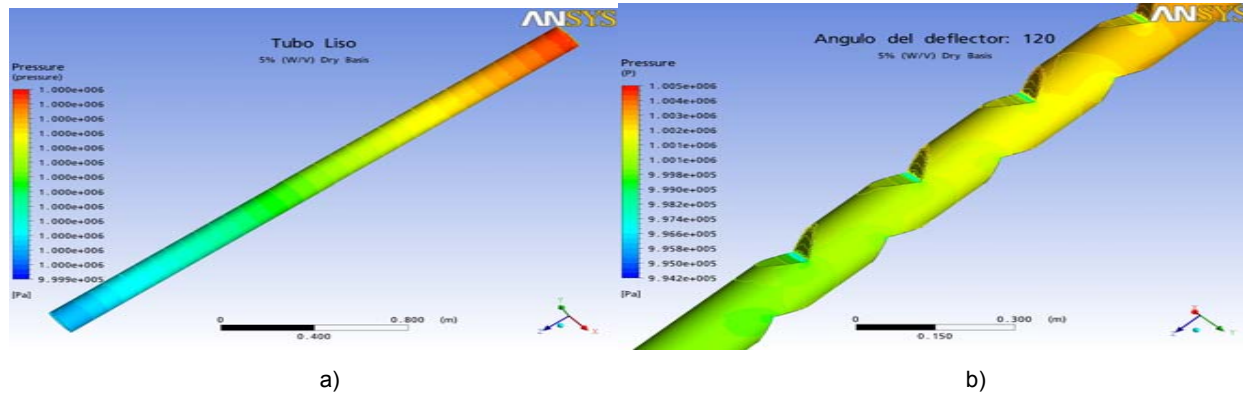 ANSYS
Tubo Liso
5% (W/V) Dry Basis
Pressure
(pressure)
1.000e+006
1.000e+006
1.000e+006
1.000e+006
1.000e+006
1.000e+006
1.000e+006
1.000e+006
1.000e+006
1.000e+006
1.000e+006
1.000e+006
1.000e+006
9.999e+005
[Pa]
0 0.800 (m)
0.400
Y
Z X
a)
ANSYS
Angulo del deflector: 120
5% (W/V) Dry Basis
Pressure
(P)
1.005e+006
1.004e+006
1.003e+006
1.002e+006
1.001e+006
9.998e+005
9.990e+005
9.982e+005
9.974e+005
9.966e+005
9.958e+005
9.950e+005
9.942e+005
[Pa]
0 0.300 (m)
0.150
Z Y
b)